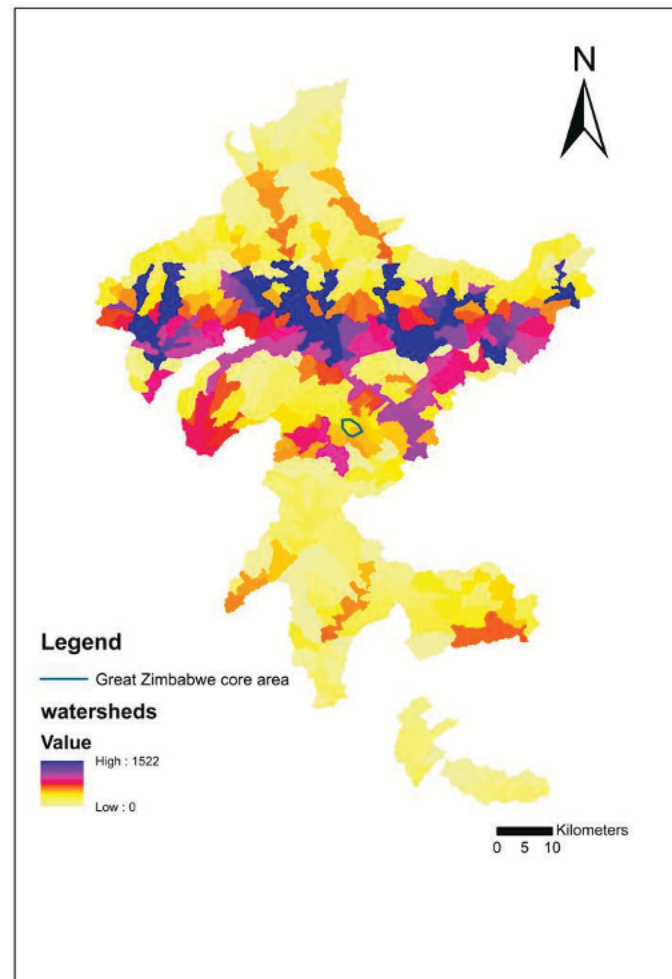 N
Legend
Great Zimbabwe core area
watersheds
Value
High : 1522
Low : 0
Kilometers
0 5 10